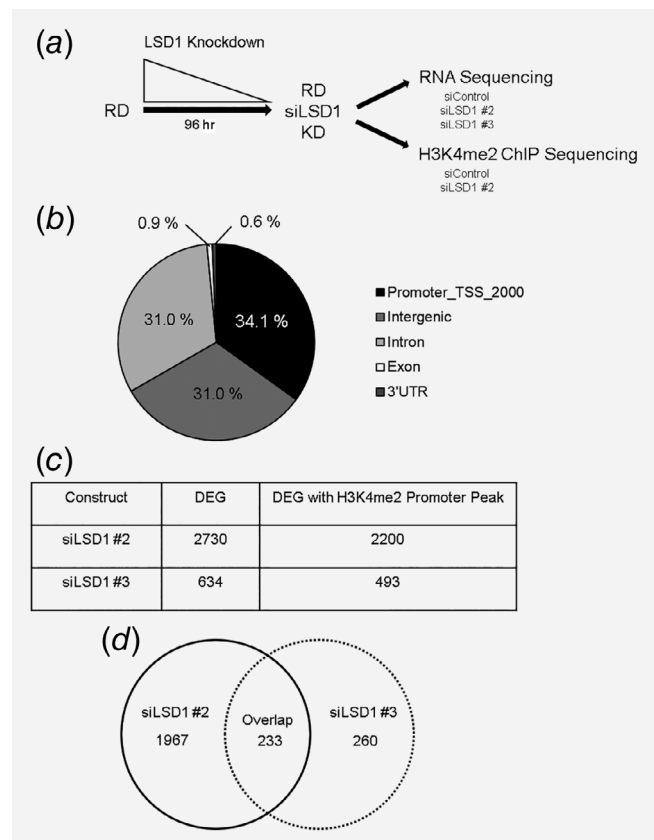 (a)
LSD1 Knockdown
RD
96 hr
RD
siLSD1
KD
RNA Sequencing
siControl
siLSD1 #2
siLSD1 #3
H3K4me2 ChIP Sequencing
siControl
siLSD1 #2
(b)
0.9 %
0.6 %
31.0 %
34.1 %
31.0 %
Promoter_TSS_2000
Intergenic
Intron
Exon
3'UTR
(c)
Construct DEG DEG with H3K4me2 Promoter Peak
siLSD1 #2 2730 2200
siLSD1 #3 634 493
(d)
siLSD1 #2
1967
Overlap
233
siLSD1 #3
260